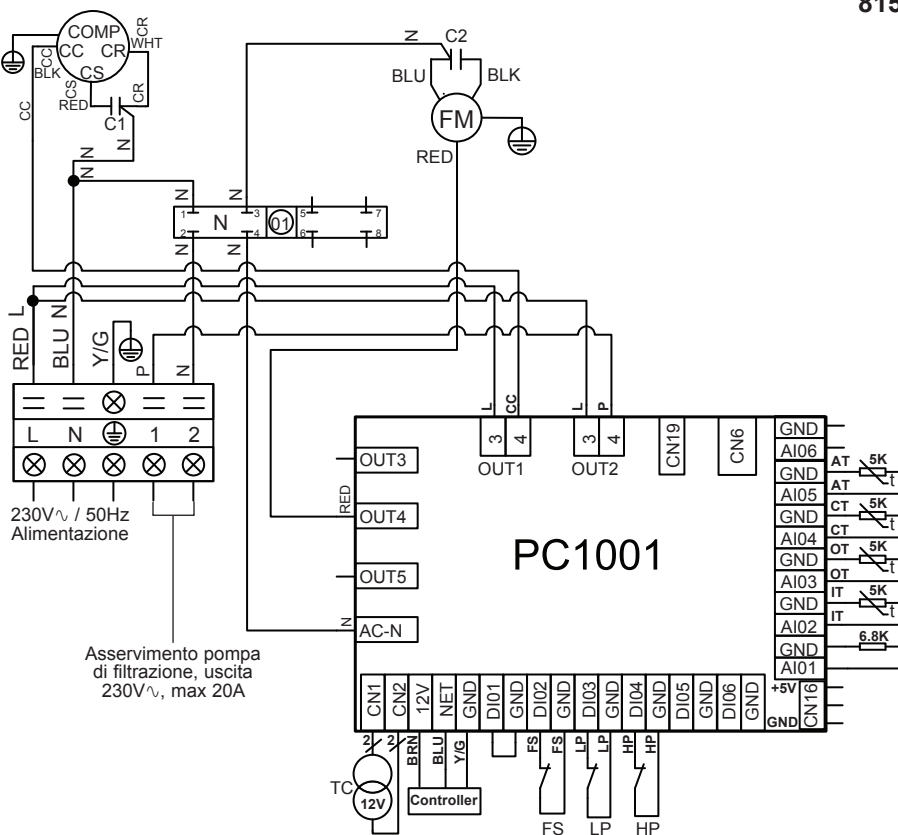 815
COMP
CC CR
CS
CR
WHT
CC
BLK
CS
RED
CR
C1
CC
N
N
N
N
N
C2
BLU
BLK
FM
RED
N
N
1
3
5
7
N
01
2
4
6
8
N
N
RED L
BLU N
Y/G
P
N
L N 1 2
230V∿ / 50Hz
Alimentazione
Asservimento pompa
di filtrazione, uscita
230V∿, max 20A
L
CC
L
P
3 4
OUT1
3 4
OUT2
CN19
CN6
OUT3
RED
OUT4
OUT5
N
AC-N
PC1001
GND
AI06
GND
AT
5K
t
AI05
AT
GND
CT
5K
t
AI04
CT
GND
OT
5K
t
AI03
OT
GND
IT
5K
t
AI02
IT
GND
6.8K
AI01
+5V
CN16
GND
CN1
CN2
12V
NET
GND
DI01
GND
DI02
GND
DI03
GND
DI04
GND
DI05
GND
DI06
GND
2
2
BRN
BLU
Y/G
FS
FS
LP
LP
HP
HP
TC
12V
Controller
FS
LP
HP